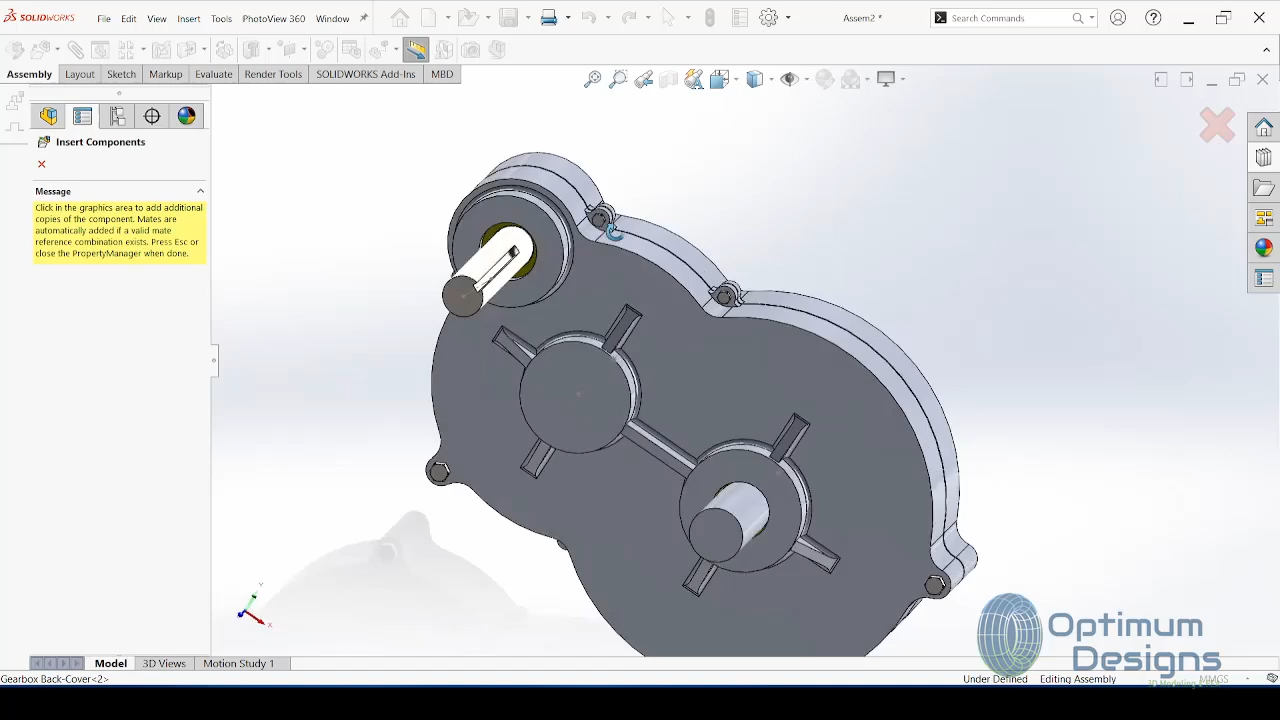 SOLIDWORKS
File Edit View Insert Tools PhotoView 360 Window
Assem2 *
Search Commands
Assembly Layout Sketch Markup Evaluate Render Tools SOLIDWORKS Add-Ins MBD
Insert Components
Message
Click in the graphics area to add additional
copies of the component. Mates are
automatically added if a valid mate
reference combination exists. Press Esc or
close the PropertyManager when done.
Y
X
Optimum
Designs
Model 3D Views Motion Study 1
Gearbox Back-Cover<2>
Under Defined Editing Assembly MMGS